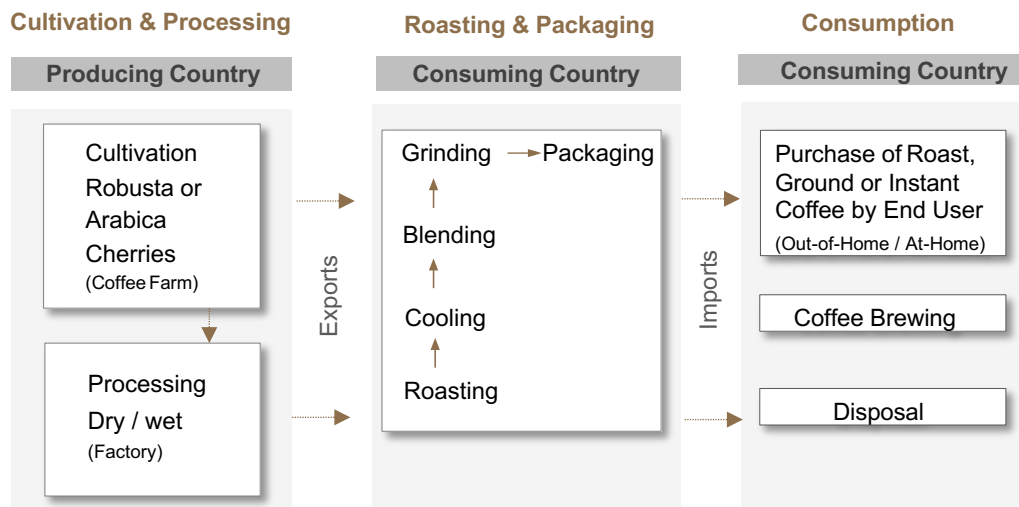 Cultivation & Processing
Producing Country
Cultivation
Robusta or
Arabica
Cherries
(Coffee Farm)
Processing
Dry / wet
(Factory)
Exports
Roasting & Packaging
Consuming Country
Grinding Packaging
Blending
Cooling
Roasting
Imports
Consumption
Consuming Country
Purchase of Roast,
Ground or Instant
Coffee by End User
(Out-of-Home / At-Home)
Coffee Brewing
Disposal